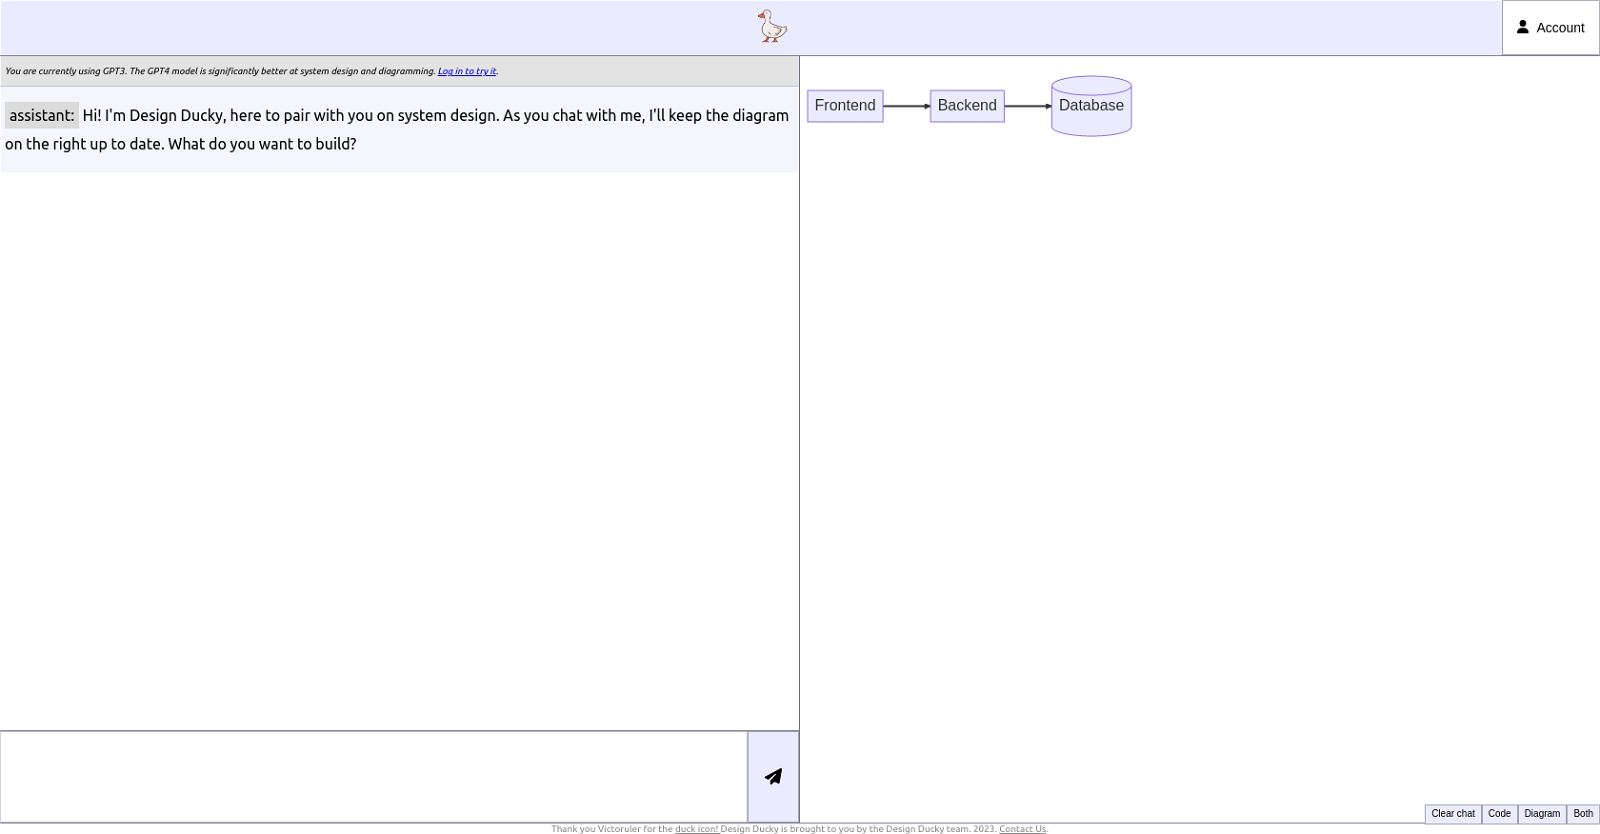 Account
You are currently using GPT3. The GPT4 model is significantly better at system design and diagramming. Log in to try it.
assistant: Hi! I'm Design Ducky, here to pair with you on system design. As you chat with me, I'll keep the diagram
on the right up to date. What do you want to build?
Frontend
Backend
Database
Clear chat
Code
Diagram
Both
Thank you Victoruler for the duck icon! Design Ducky is brought to you by the Design Ducky team. 2023. Contact Us.